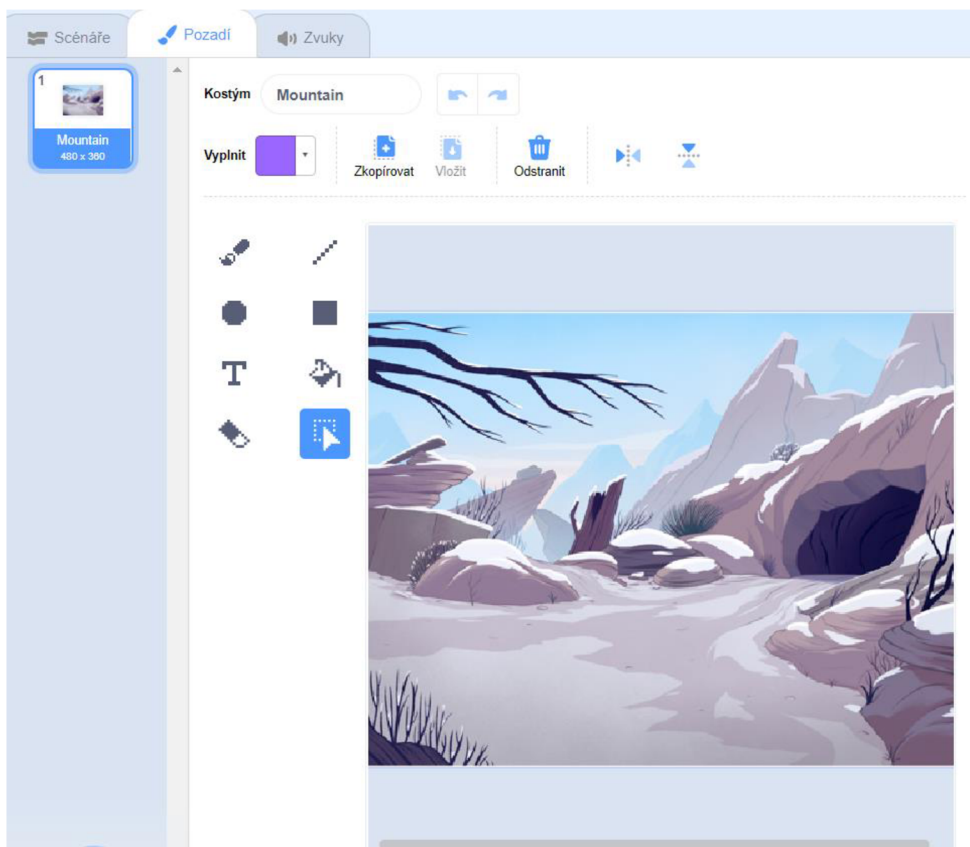 Scénáře
Pozadí
Zvuky
1
Mountain
480 x 360
Kostým
Mountain
Vyplnit
Zkopírovat
Vložit
Odstranit
T